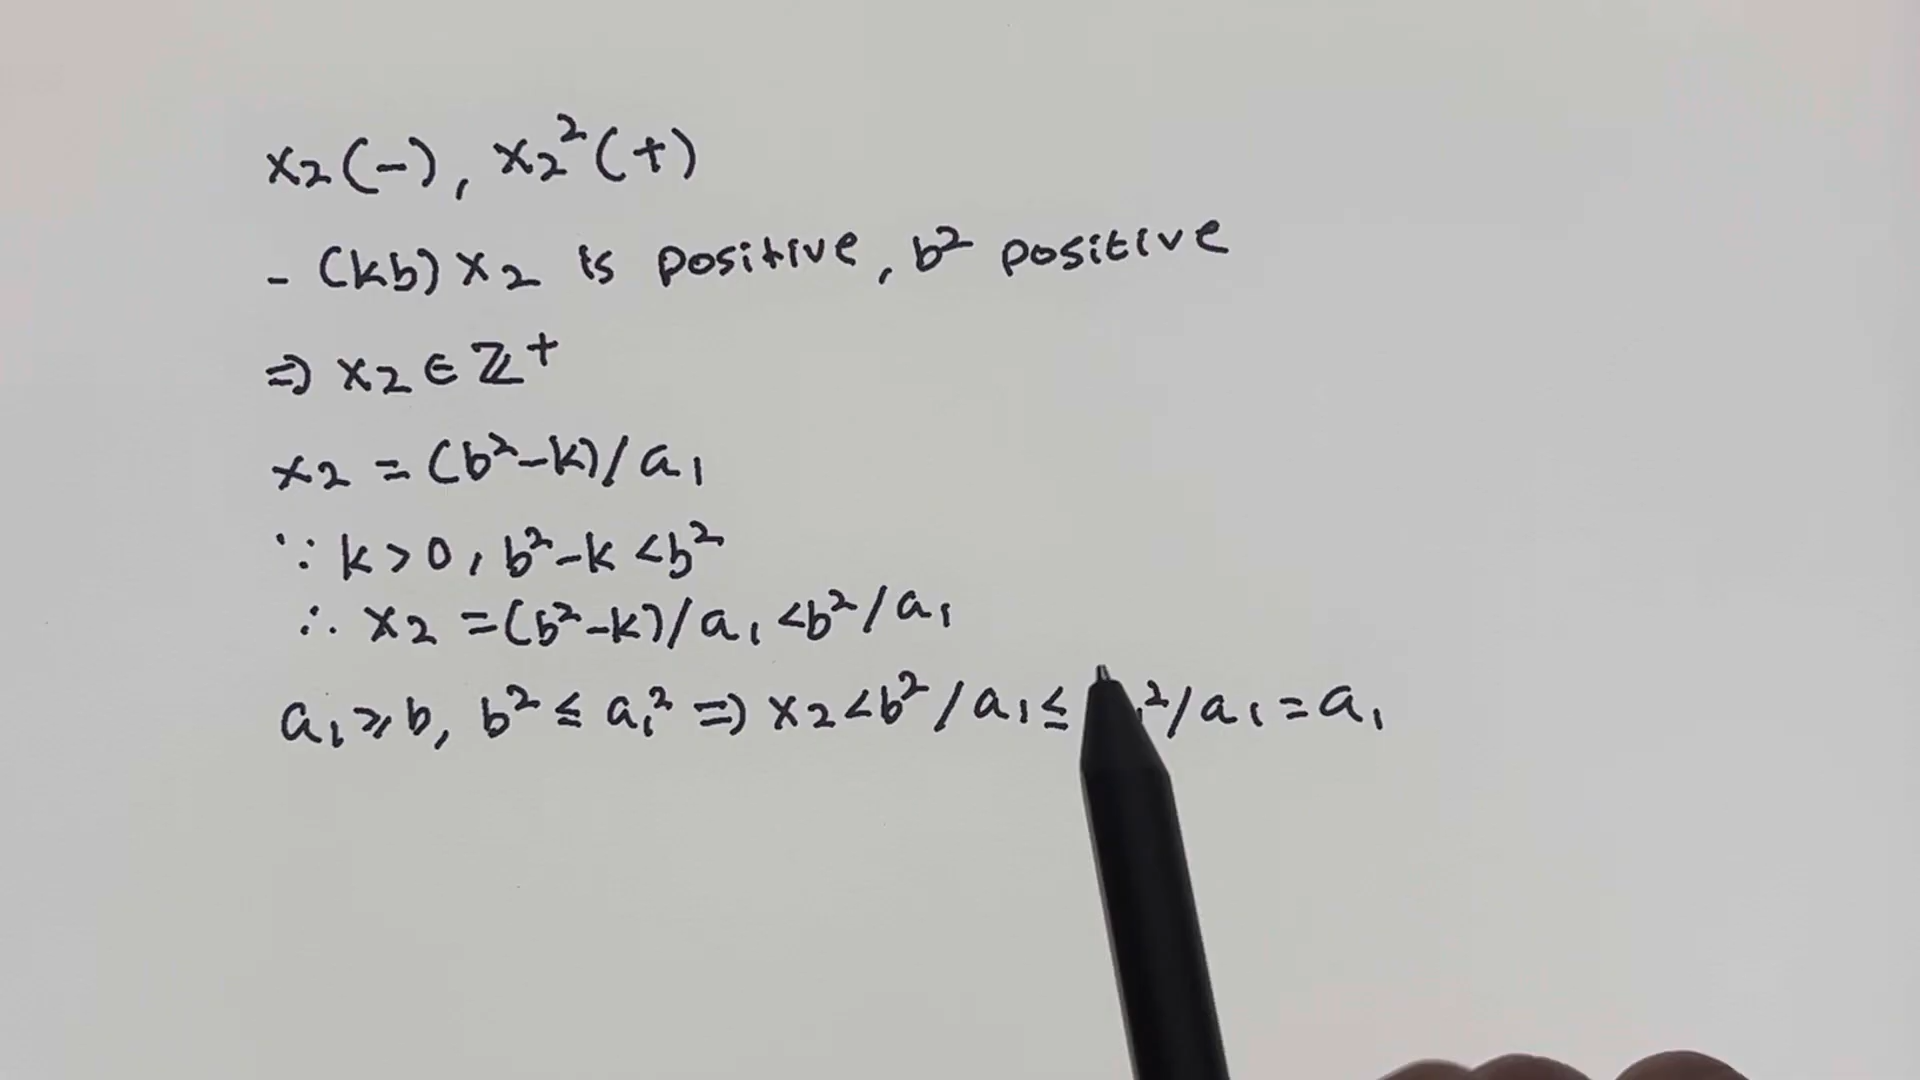 x₂(-), x₂²(+)
- (kb)x₂ is positive, b² positive
⇒ x₂ ∈ ℤ⁺
x₂ = (b²-k)/a₁
∵ k>0, b²-k<b²
∴ x₂ =(b²-k)/a₁<b²/a₁
a₁≥b, b²≤a₁² ⇒ x₂<b²/a₁≤ ²/a₁=a₁